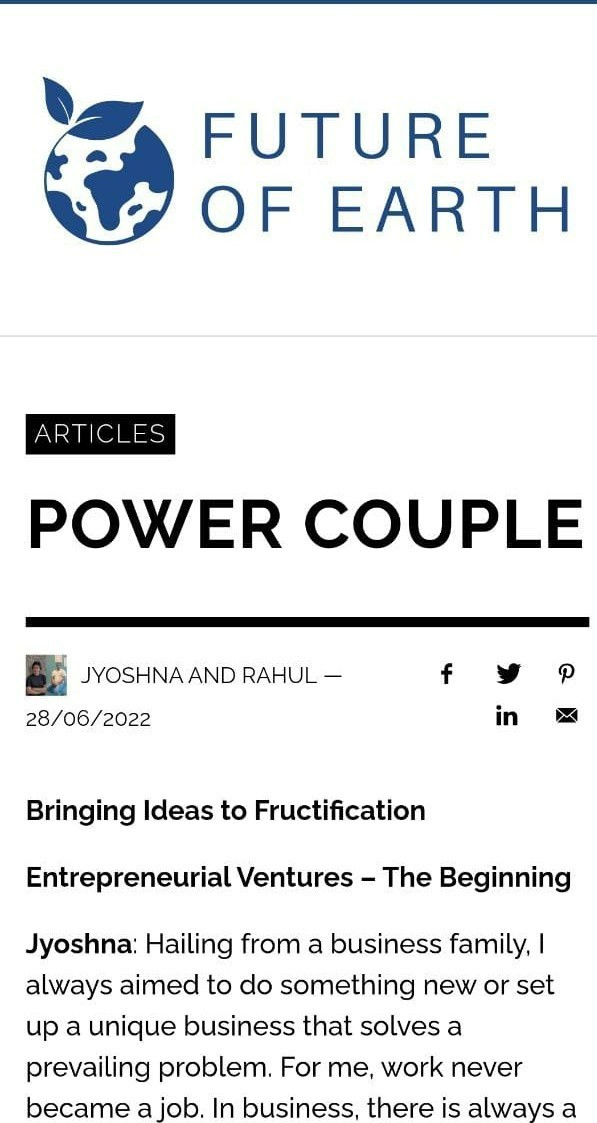 FUTURE
OF EARTH
ARTICLES
POWER COUPLE
JYOSHNA AND RAHUL —
28/06/2022
Bringing Ideas to Fructification
Entrepreneurial Ventures – The Beginning
Jyoshna: Hailing from a business family, I
always aimed to do something new or set
up a unique business that solves a
prevailing problem. For me, work never
became a job. In business, there is always a